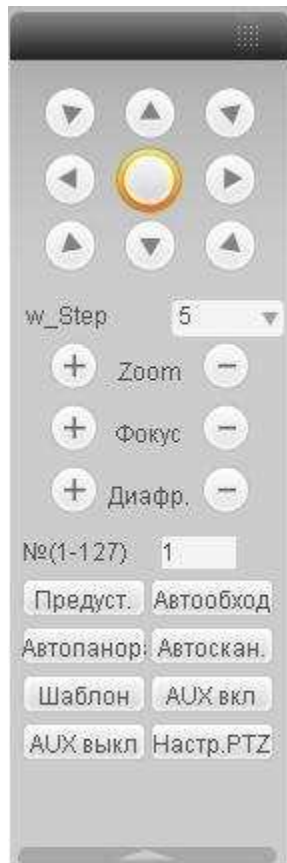 w_Step 5
Zoom
Фокус
Диафр.
№(1-127) 1
Предуст. Автообход
Автопанор Автоскан.
Шаблон AUX вкл
AUX выкл Настр.PTZ